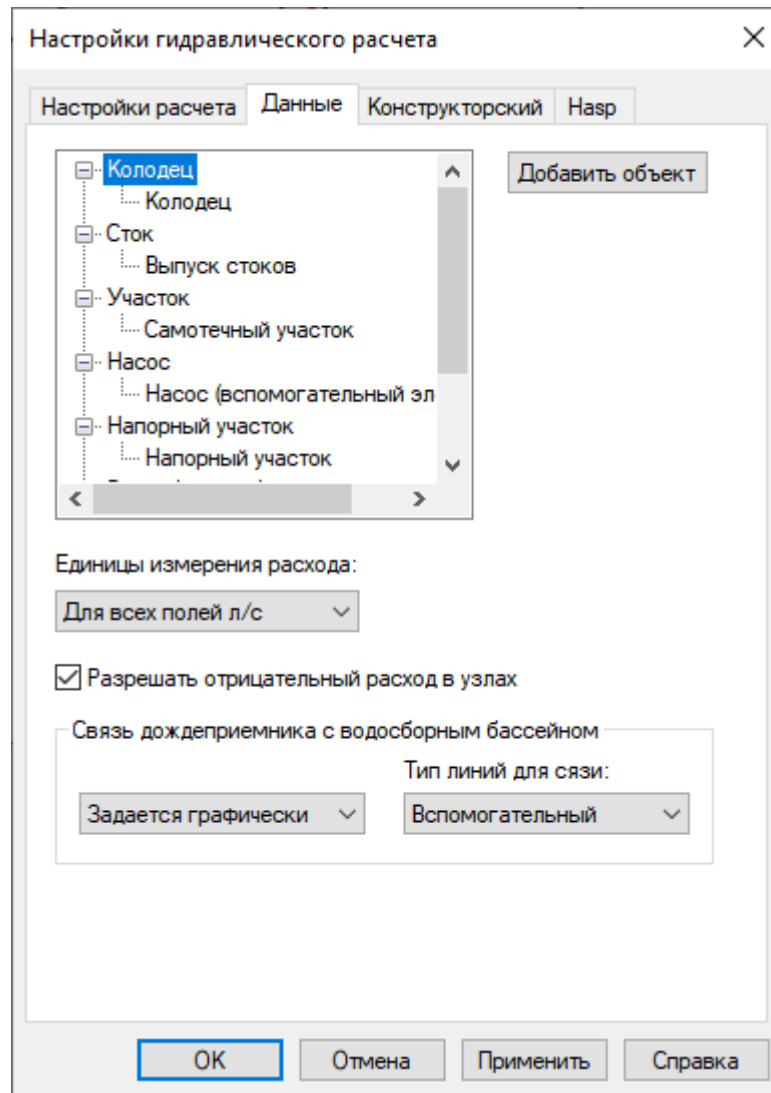 Настройки гидравлического расчета
Настройки расчета Данные Конструкторский Hasp
Колодец
Колодец
Сток
Выпуск стоков
Участок
Самотечный участок
Насос
Насос (вспомогательный эл
Напорный участок
Напорный участок
Добавить объект
Единицы измерения расхода:
Для всех полей л/с
Разрешать отрицательный расход в узлах
Связь дождеприемника с водосборным бассейном
Тип линий для сязи:
Задается графически Вспомогательный
OK Отмена Применить Справка